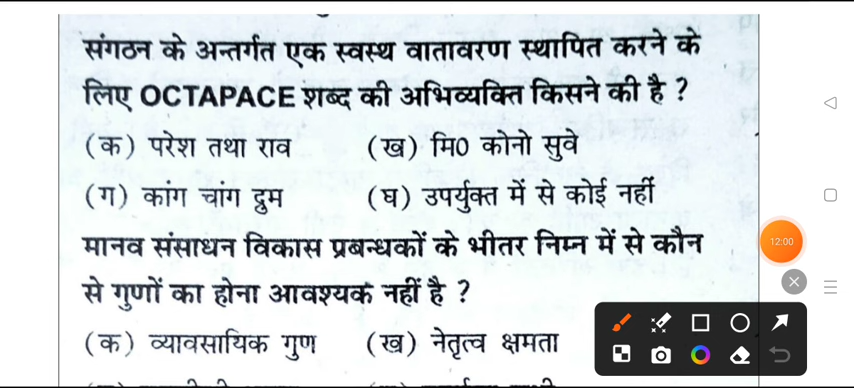 संगठन के अन्तर्गत एक स्वस्थ वातावरण स्थापित करने के
लिए OCTAPACE शब्द की अभिव्यक्ति किसने की है ?
(क) परेश तथा राव (ख) मि० कोनो सुवे
(ग) कांग चांग द्रुम (घ) उपर्युक्त में से कोई नहीं
मानव संसाधन विकास प्रबन्धकों के भीतर निम्न में से कौन
से गुणों का होना आवश्यक नहीं है ?
(क) व्यावसायिक गुण (ख) नेतृत्व क्षमता
12:00